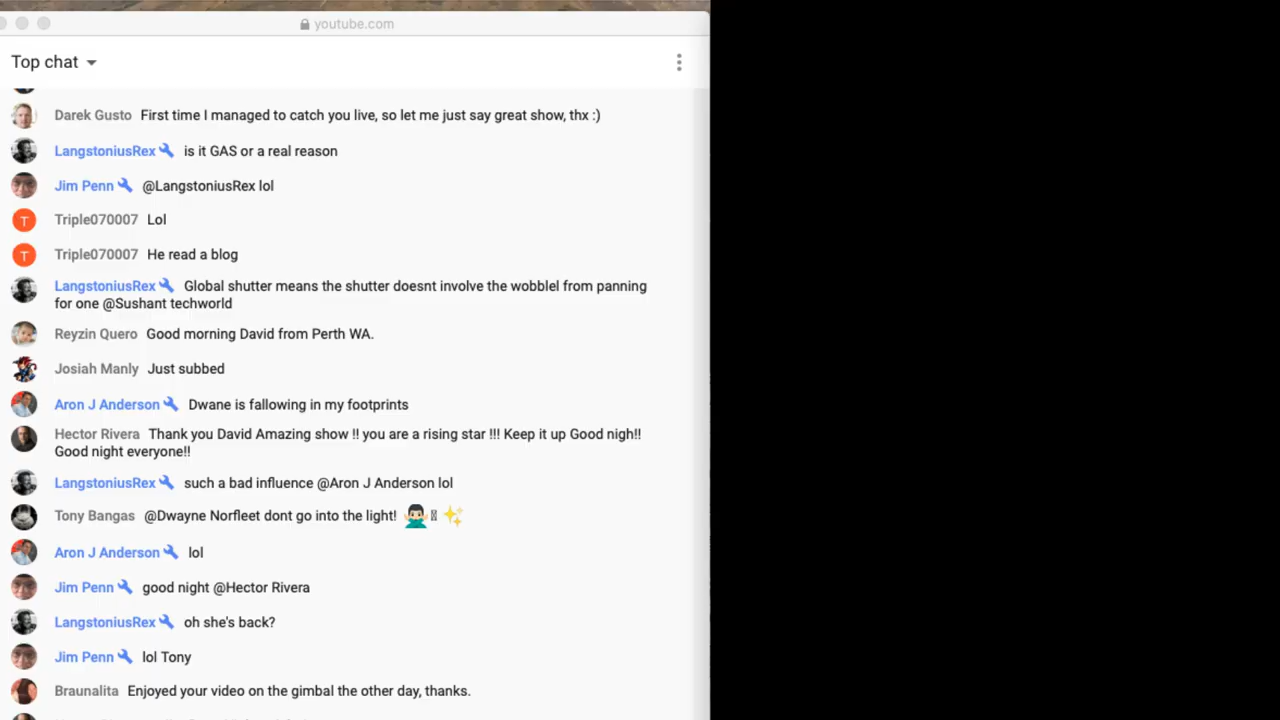 youtube.com
Top chat
Darek Gusto First time I managed to catch you live, so let me just say great show, thx :)
LangstoniusRex is it GAS or a real reason
Jim Penn @LangstoniusRex lol
T Triple070007 Lol
T Triple070007 He read a blog
LangstoniusRex Global shutter means the shutter doesnt involve the wobblel from panning
for one @Sushant techworld
Reyzin Quero Good morning David from Perth WA.
Josiah Manly Just subbed
Aron J Anderson Dwane is fallowing in my footprints
Hector Rivera Thank you David Amazing show !! you are a rising star !!! Keep it up Good nigh!!
Good night everyone!!
LangstoniusRex such a bad influence @Aron J Anderson lol
Tony Bangas @Dwayne Norfleet dont go into the light!
Aron J Anderson lol
Jim Penn good night @Hector Rivera
LangstoniusRex oh she's back?
Jim Penn lol Tony
Braunalita Enjoyed your video on the gimbal the other day, thanks.